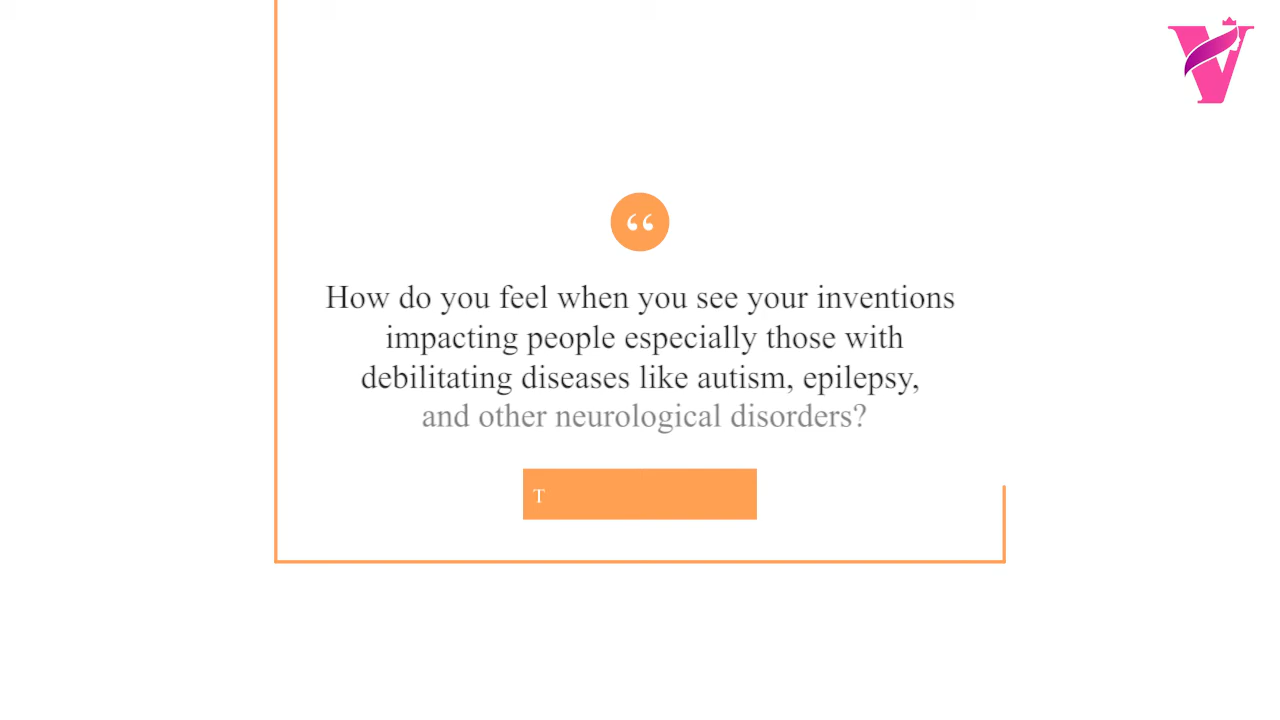 “
How do you feel when you see your inventions
impacting people especially those with
debilitating diseases like autism, epilepsy,
and other neurological disorders?
T